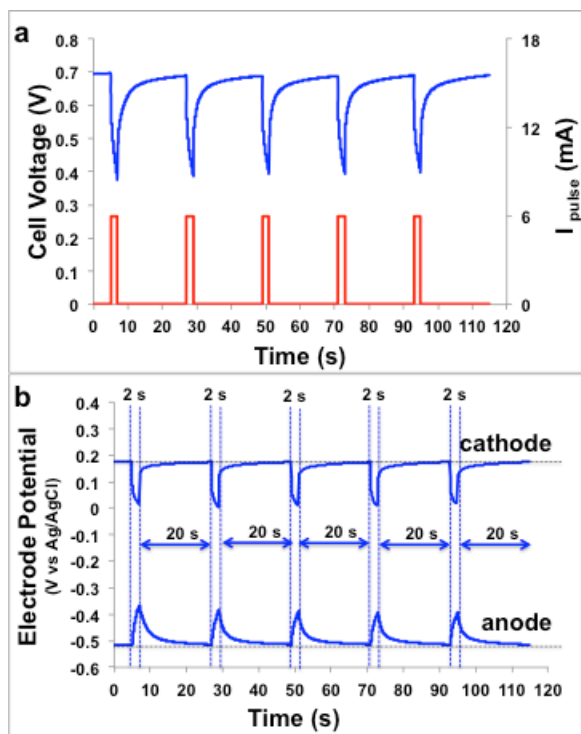 a
0.8
0.7
0.6
0.5
0.4
0.3
0.2
0.1
0
Cell Voltage (V)
18
12
6
0
I pulse (mA)
0 10 20 30 40 50 60 70 80 90 100 110 120
Time (s)
b
2 s 2 s 2 s 2 s 2 s
0.4
0.3
0.2
0.1
0
-0.1
-0.2
-0.3
-0.4
-0.5
-0.6
Electrode Potential
(V vs Ag/AgCl)
cathode
20 s 20 s 20 s 20 s 20 s
anode
0 10 20 30 40 50 60 70 80 90 100 110 120
Time (s)